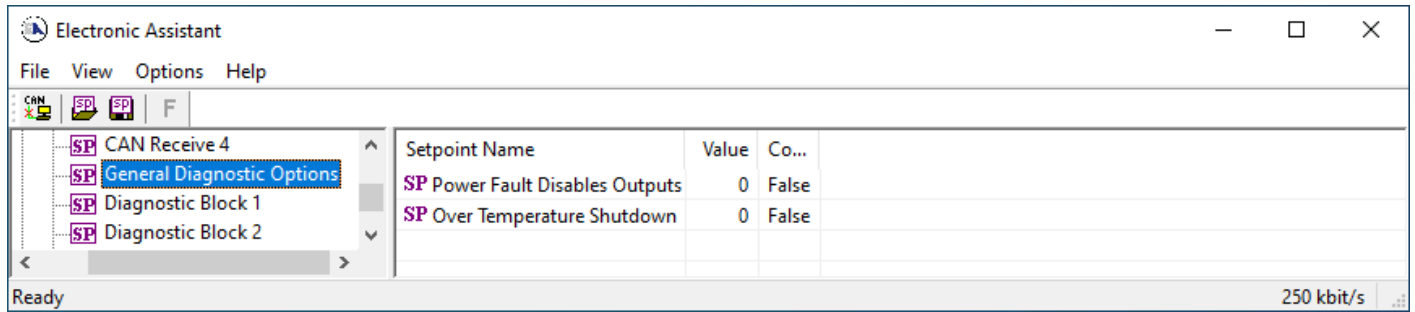 Electronic Assistant
File View Options Help
CAN SP SP F
SP CAN Receive 4
SP General Diagnostic Options
SP Diagnostic Block 1
SP Diagnostic Block 2
Setpoint Name Value Co...
SP Power Fault Disables Outputs 0 False
SP Over Temperature Shutdown 0 False
Ready 250 kbit/s